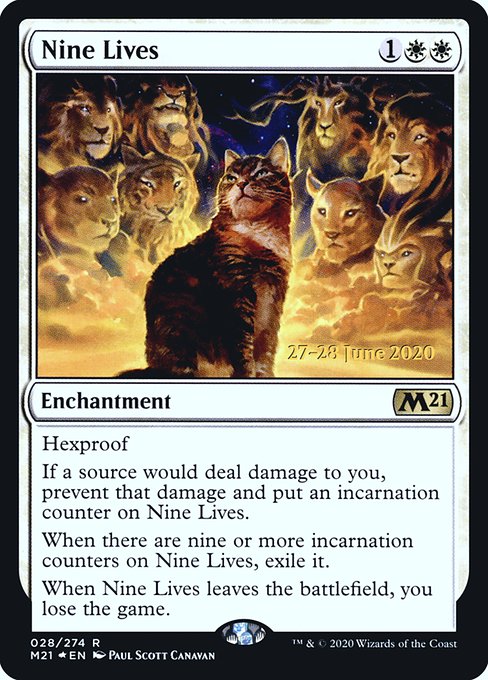 Nine Lives 1
27–28 June 2020
Enchantment M21
Hexproof
If a source would deal damage to you,
prevent that damage and put an incarnation
counter on Nine Lives.
When there are nine or more incarnation
counters on Nine Lives, exile it.
When Nine Lives leaves the battlefield, you
lose the game.
028/274 R ™ & © 2020 Wizards of the Coast
M21 ★ EN Paul Scott Canavan